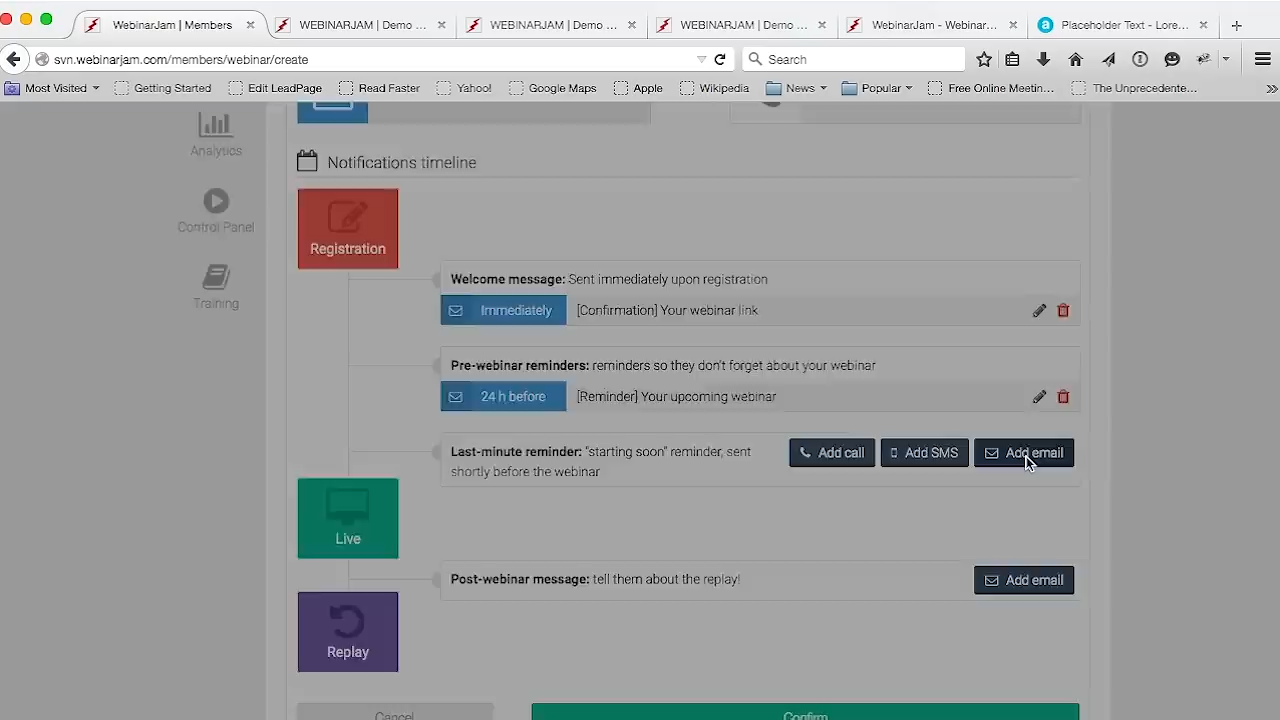 WebinarJam | Members
WEBINARJAM | Demo ...
WEBINARJAM | Demo ...
WEBINARJAM | Demo ...
WebinarJam - Webinar...
Placeholder Text - Lore...
svn.webinarjam.com/members/webinar/create
Search
Most Visited
Getting Started
Edit LeadPage
Read Faster
Yahoo!
Google Maps
Apple
Wikipedia
News
Popular
Free Online Meetin...
The Unprecedente...
Analytics
Control Panel
Training
Notifications timeline
Registration
Welcome message: Sent immediately upon registration
Immediately
[Confirmation] Your webinar link
Pre-webinar reminders: reminders so they don't forget about your webinar
24 h before
[Reminder] Your upcoming webinar
Last-minute reminder: "starting soon" reminder, sent
shortly before the webinar
Add call
Add SMS
Add email
Live
Post-webinar message: tell them about the replay!
Add email
Replay
Cancel
Confirm